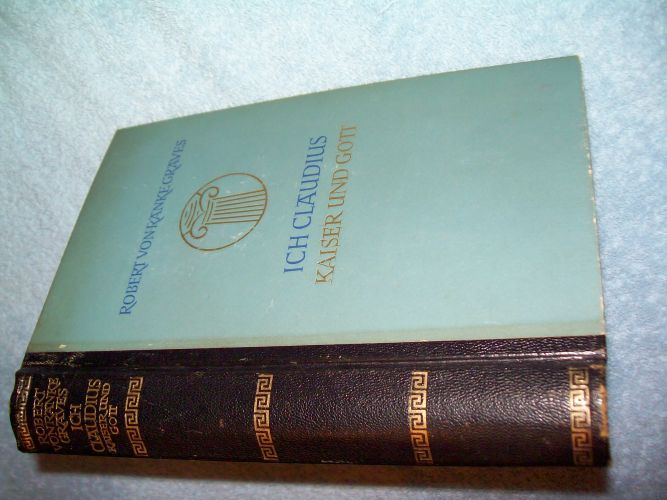 ROBERT VON RANKE GRAVES
ICH CLAUDIUS
KAISER UND GOTT
ROBERT
VON RANKE
GRAVES
ICH
CLAUDIUS
KAISER UND
GOTT